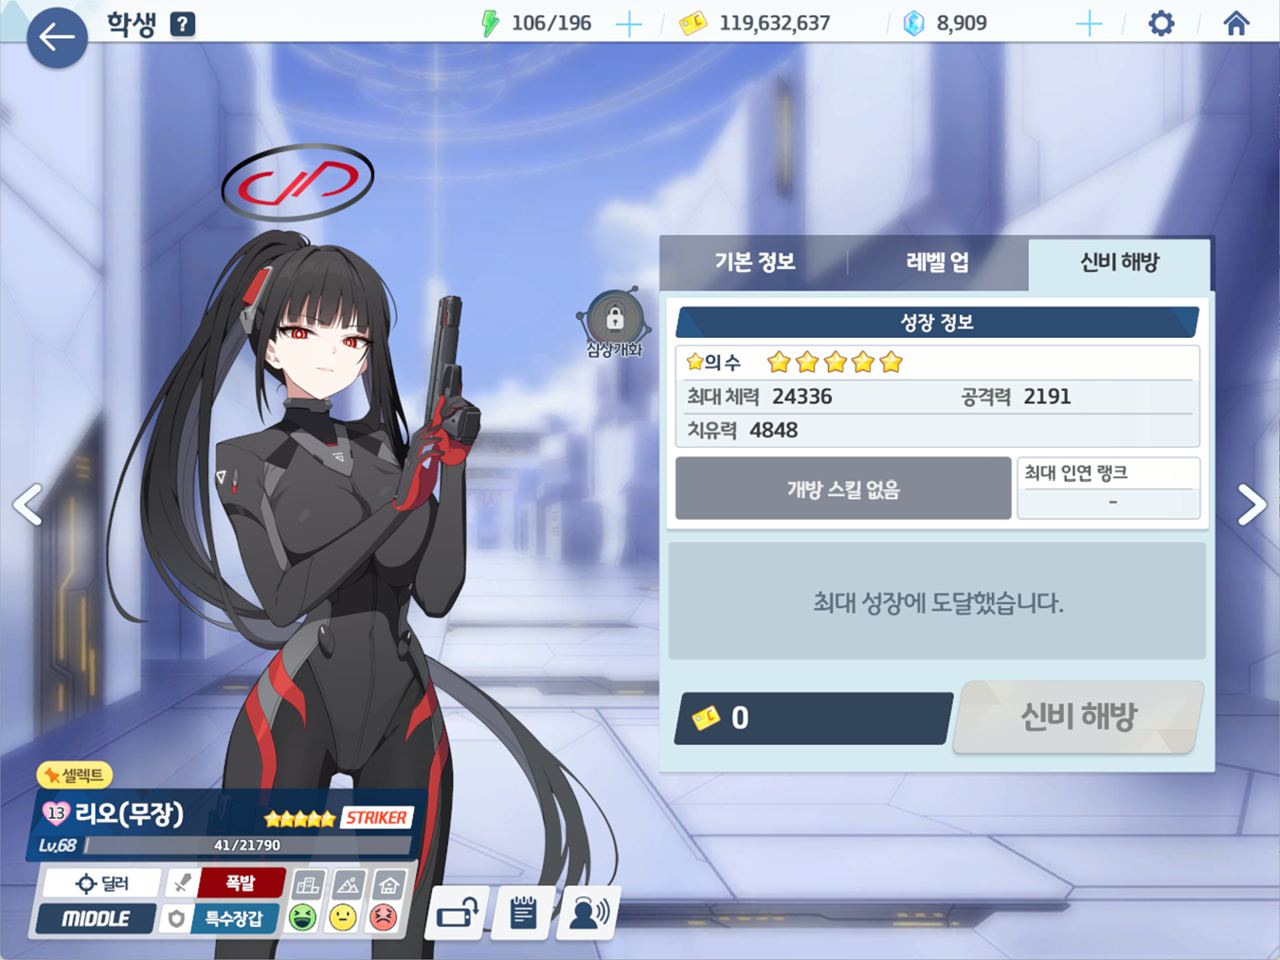 학생 ?
106/196
119,632,637
8,909
기본 정보
레벨 업
신비 해방
성장 정보
의 수
최대 체력 24336
공격력 2191
치유력 4848
개방 스킬 없음
최대 인연 랭크
-
최대 성장에 도달했습니다.
0
신비 해방
심상개화
셀렉트
13 리오(무장)
STRIKER
Lv.68
41/21790
딜러
폭발
MIDDLE
특수장갑